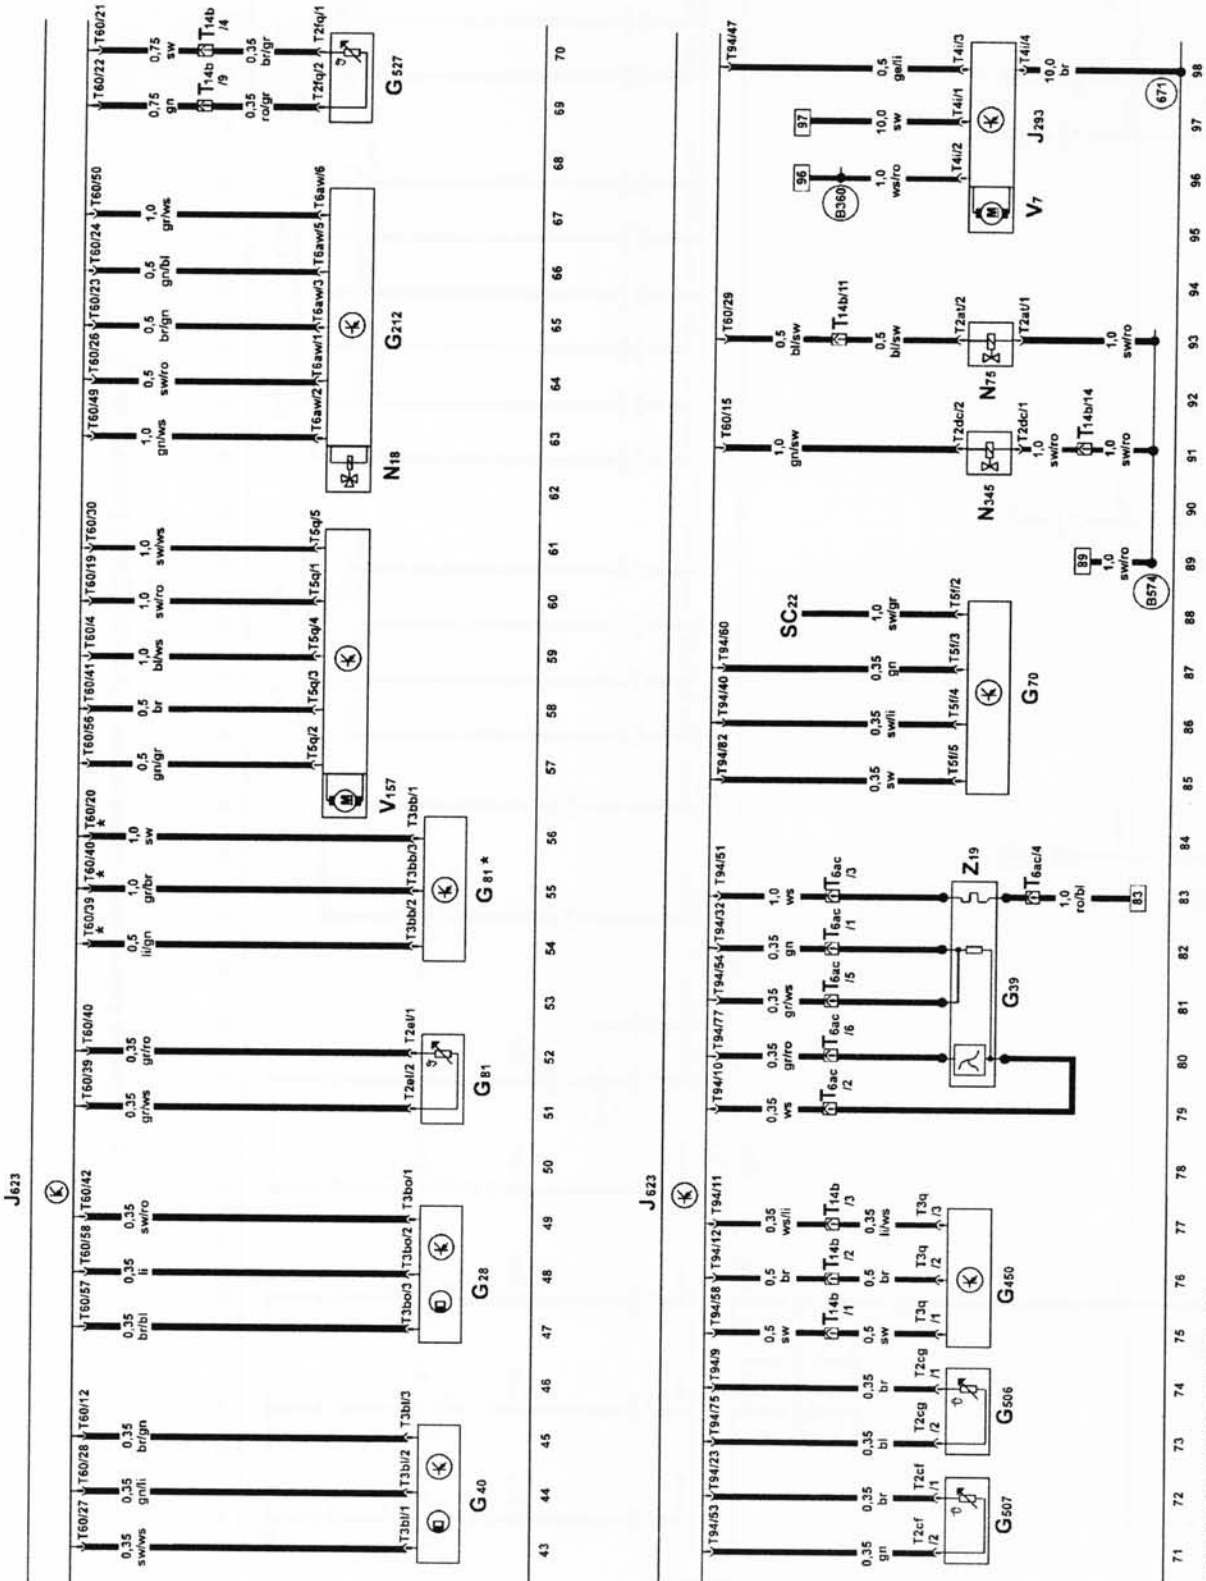 J623
T60/27 T60/28 T60/12 T60/57 T60/58 T60/42 T60/39 T60/40 T60/39 T60/40 T60/20 T60/56 T60/41 T60/4 T60/19 T60/30 T60/49 T60/26 T60/23 T60/24 T60/50 T60/22 T60/21
* * *
0,35 0,35 0,35 0,35 0,35 0,35 0,35 0,35 0,5 1,0 1,0 0,5 0,5 1,0 1,0 1,0 1,0 0,5 0,5 0,5 1,0 0,75 0,75
sw/ws gn/li br/gn br/bl li sw/ro gr/ws gr/ro li/gn gr/br sw gn/gr br bl/ws sw/ro sw/ws gn/ws sw/ro br/gn gn/bl gr/ws gn sw
T14b/9 T14b/4
0,35 0,35
ro/gr br/gr
T5q/2 T5q/3 T5q/4 T5q/1 T5q/5 T6aw/2 T6aw/1 T6aw/3 T6aw/5 T6aw/6 T2fq/2 T2fq/1
M
V157 N18 G212 G527
T3bl/1 T3bl/2 T3bl/3 T3bo/3 T3bo/2 T3bo/1 T2el/2 T2el/1 T3bb/2 T3bb/3 T3bb/1
G40 G28 G81 G81*
43 44 45 46 47 48 49 50 51 52 53 54 55 56 57 58 59 60 61 62 63 64 65 66 67 68 69 70
J623
T94/53 T94/23 T94/75 T94/9 T94/58 T94/12 T94/11 T94/10 T94/77 T94/54 T94/32 T94/51 T94/82 T94/40 T94/60 T60/15 T60/29 T94/47
0,5 0,5 0,35 0,35 0,35 0,35 0,35 1,0 1,0 0,5
sw br ws/li ws gr/ro gr/ws gn ws gn/sw bl/sw
SC22
96 97
T14b/1 T14b/2 T14b/3 T6ac/2 T6ac/6 T6ac/5 T6ac/1 T6ac/3 T14b/11
B360
0,35 0,35 0,35 0,35 0,5 0,5 0,35 0,35 0,35 0,35 1,0 0,5 1,0 10,0 0,5
gn br bl br sw br li/ws sw sw/li gn sw/gr bl/sw ws/ro sw ge/li
T2cf/2 T2cf/1 T2cg/2 T2cg/1 T3q/1 T3q/2 T3q/3 T5f/5 T5f/4 T5f/3 T5f/2 T2dc/2 T2at/2 T4i/2 T4i/1 T4i/3
Z19 M
G507 G506 G450 G39 G70 N345 N75 V7 J293
T6ac/4 T2dc/1 T2at/1 T4i/4
1,0 1,0 10,0
ro/bl sw/ro br
T14b/14
83 89
1,0 1,0 1,0
sw/ro sw/ro sw/ro
B574 671
71 72 73 74 75 76 77 78 79 80 81 82 83 84 85 86 87 88 89 90 91 92 93 94 95 96 97 98